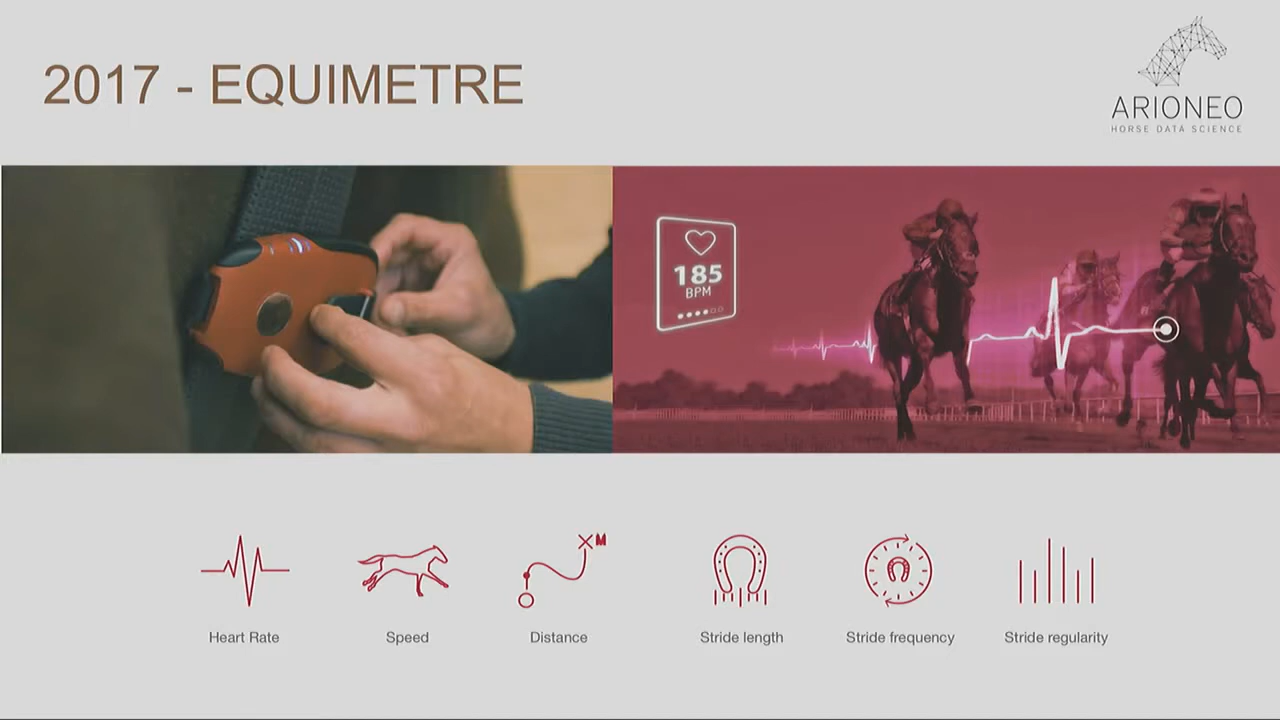 2017 - EQUIMETRE
ARIONEO
HORSE DATA SCIENCE
185
BPM
M
Heart Rate
Speed
Distance
Stride length
Stride frequency
Stride regularity